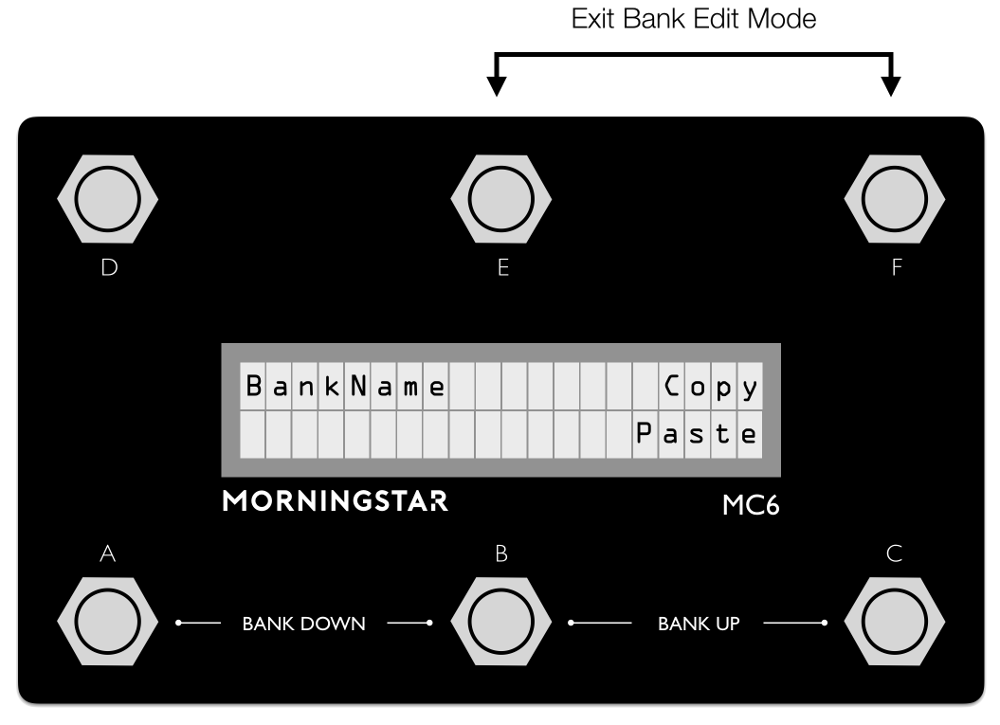 Exit Bank Edit Mode
D E F
BankName Copy
Paste
MORNINGSTAR MC6
A B C
BANK DOWN BANK UP